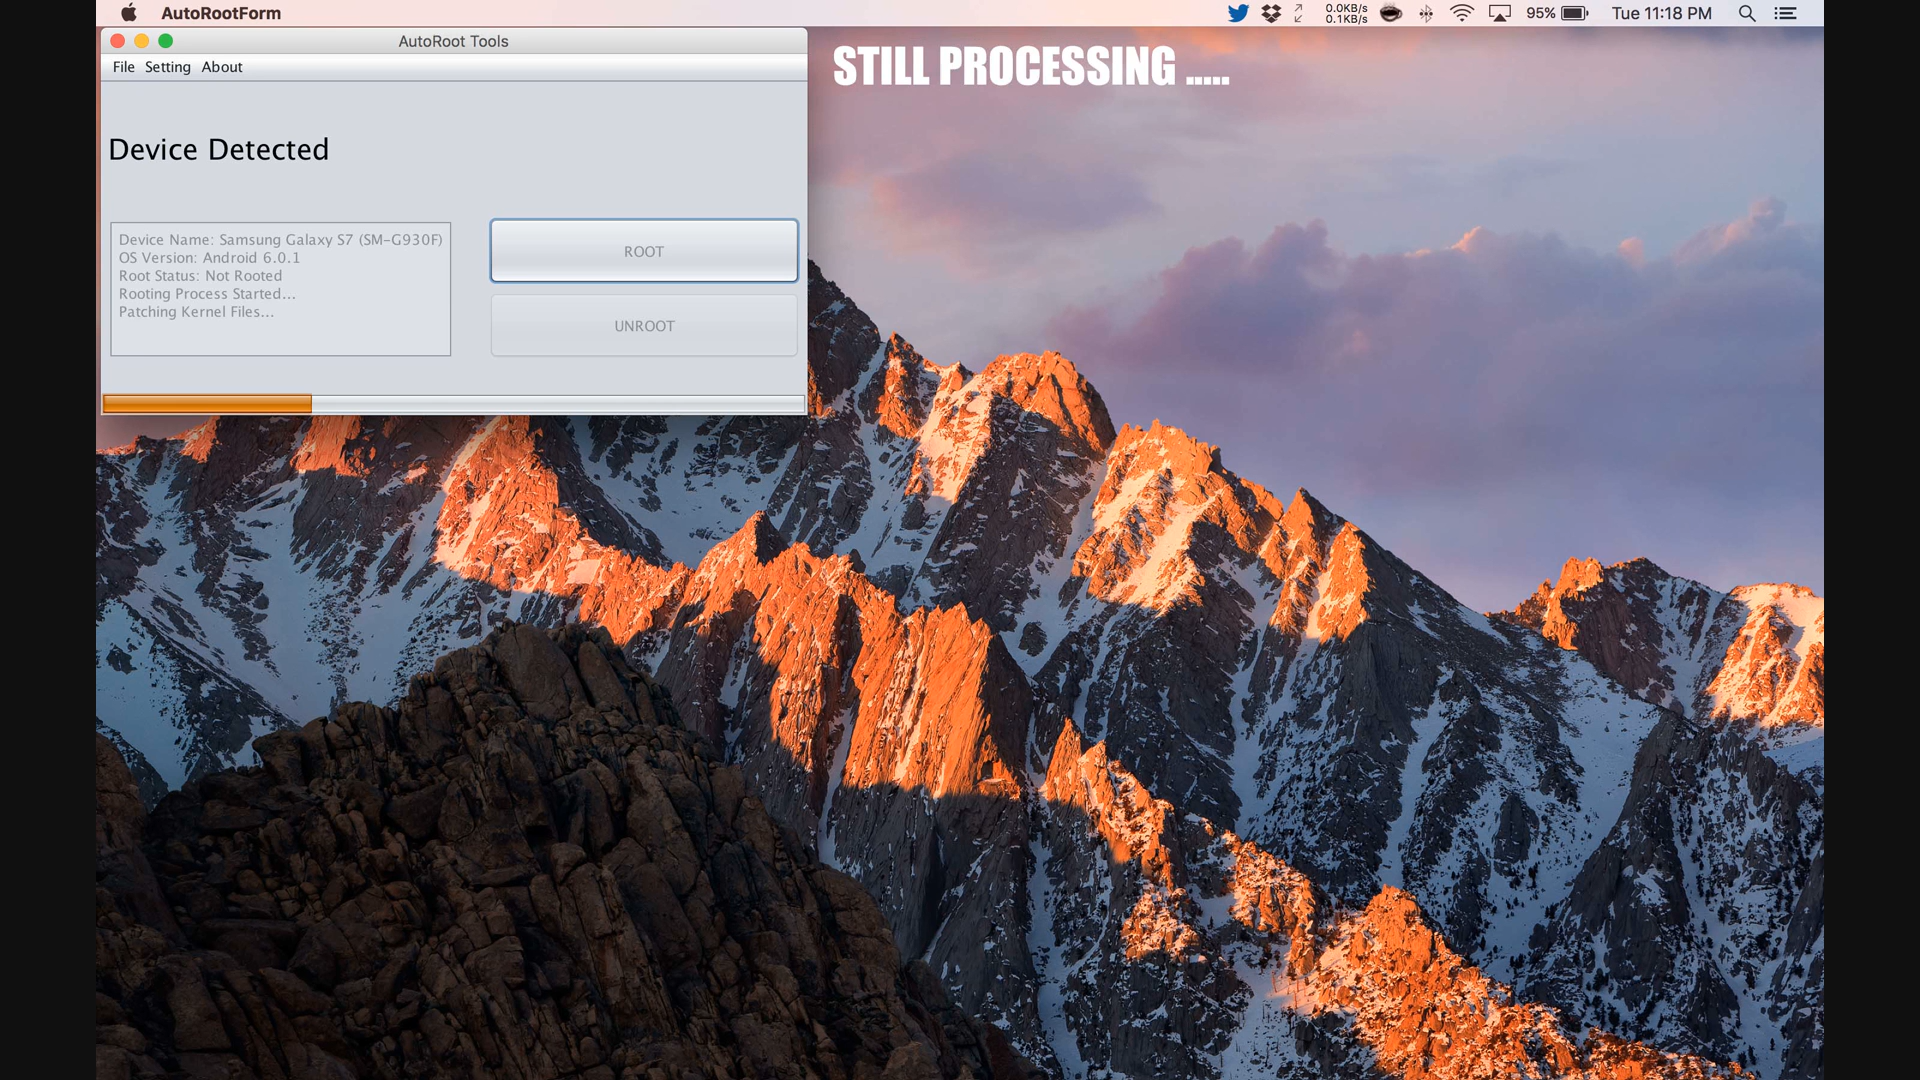 AutoRootForm
0.0KB/s
0.1KB/s
95%
Tue 11:18 PM
AutoRoot Tools
File Setting About
STILL PROCESSING .....
Device Detected
Device Name: Samsung Galaxy S7 (SM-G930F)
OS Version: Android 6.0.1
Root Status: Not Rooted
Rooting Process Started...
Patching Kernel Files...
ROOT
UNROOT